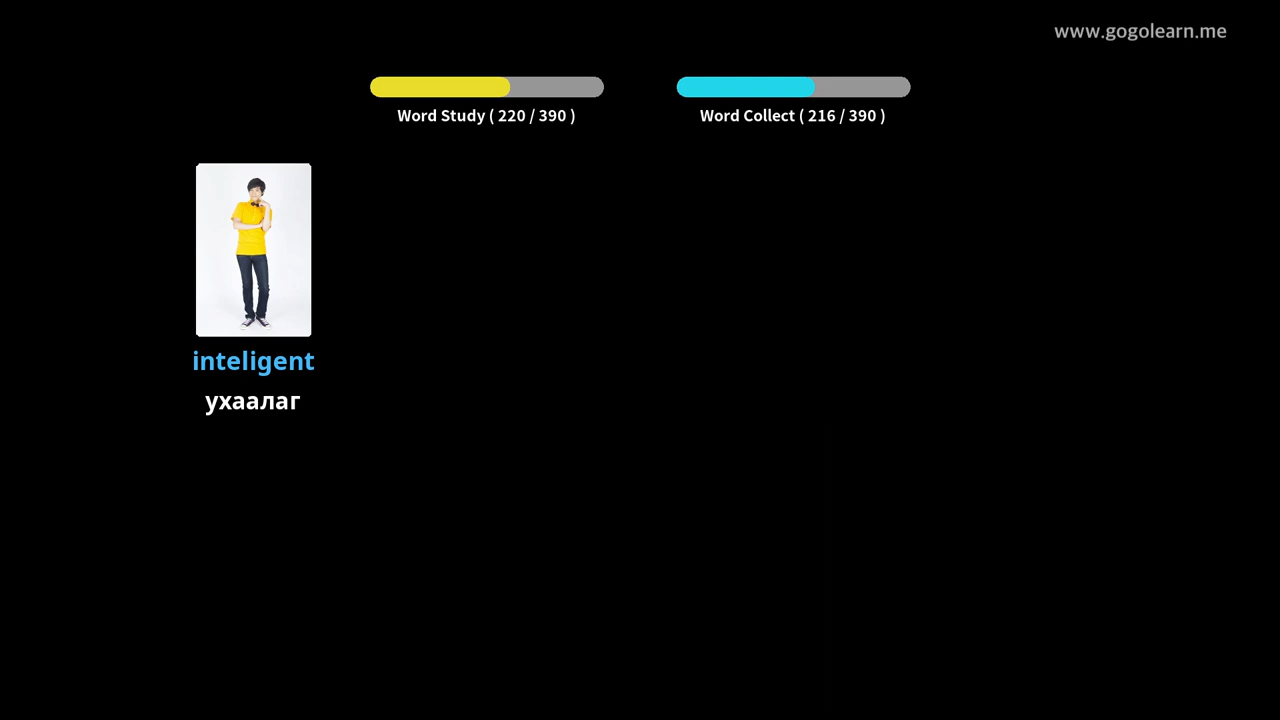 www.gogolearn.me
Word Study ( 220 / 390 )
Word Collect ( 216 / 390 )
inteligent
ухаалаг